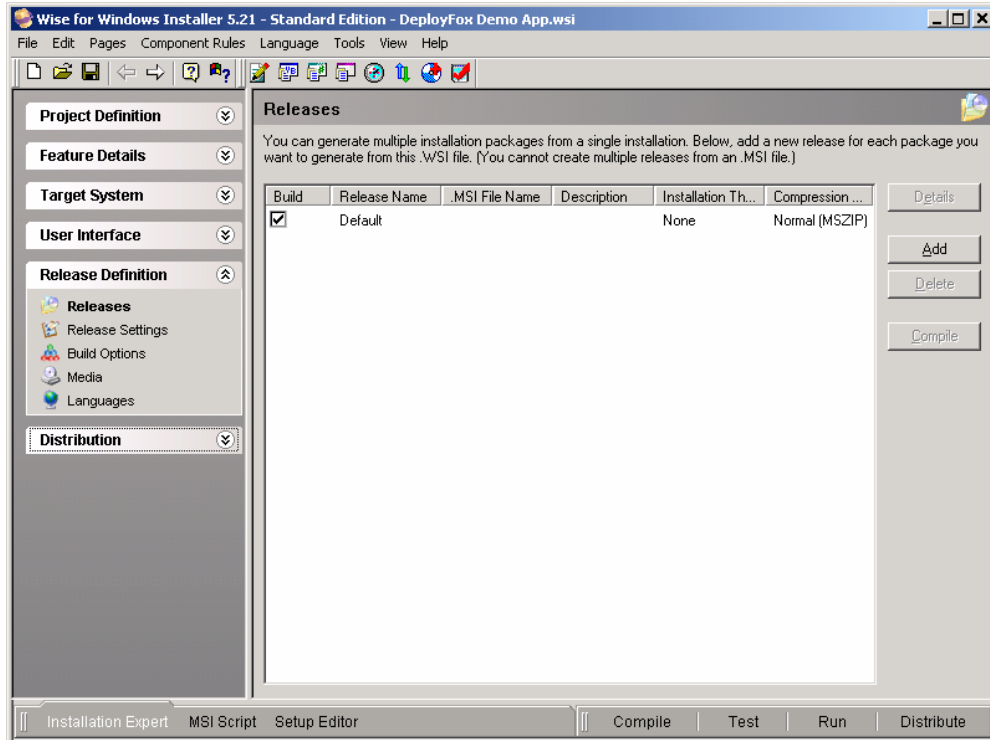 Wise for Windows Installer 5.21 - Standard Edition - DeployFox Demo App.wsi
File Edit Pages Component Rules Language Tools View Help
Project Definition
Feature Details
Target System
User Interface
Release Definition
Releases
Release Settings
Build Options
Media
Languages
Distribution
Releases
You can generate multiple installation packages from a single installation. Below, add a new release for each package you
want to generate from this .WSI file. (You cannot create multiple releases from an .MSI file.)
Build Release Name .MSI File Name Description Installation Th... Compression ...
Default None Normal (MSZIP)
Details
Add
Delete
Compile
Installation Expert MSI Script Setup Editor Compile Test Run Distribute